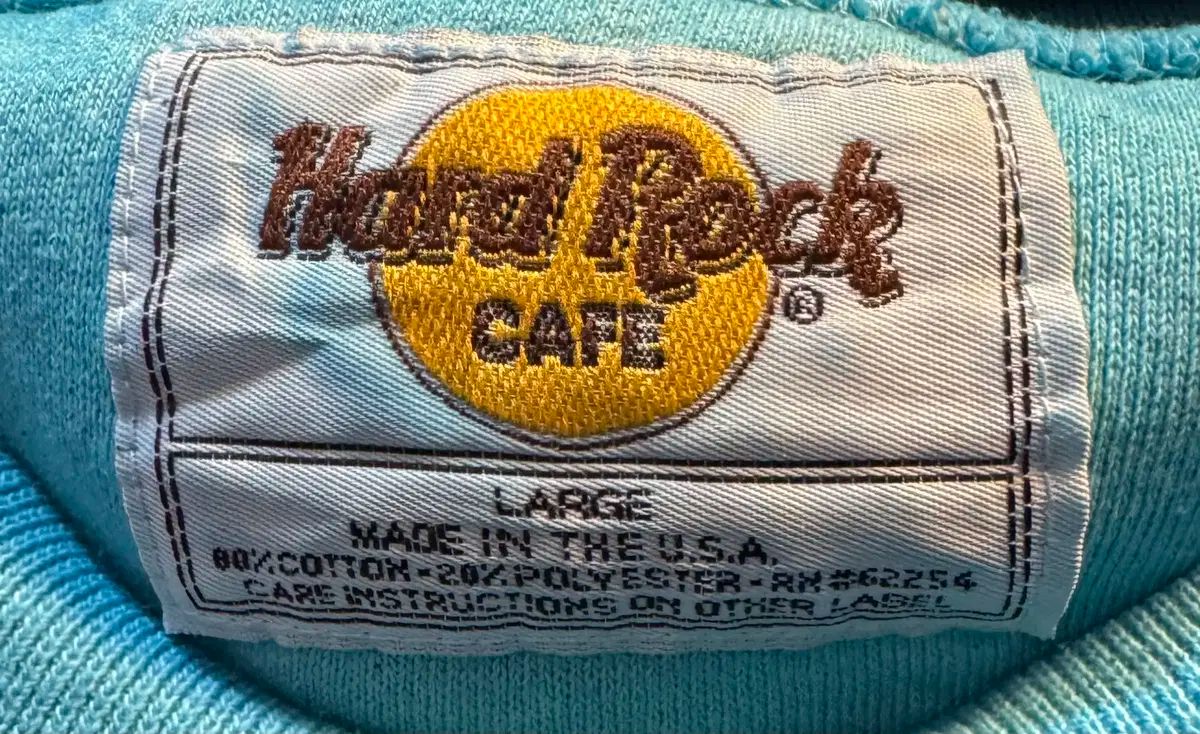 Hard Rock
CAFE
®
LARGE
MADE IN THE U.S.A.
80%COTTON-20%POLYESTER-RN#62254
CARE INSTRUCTIONS ON OTHER LABEL